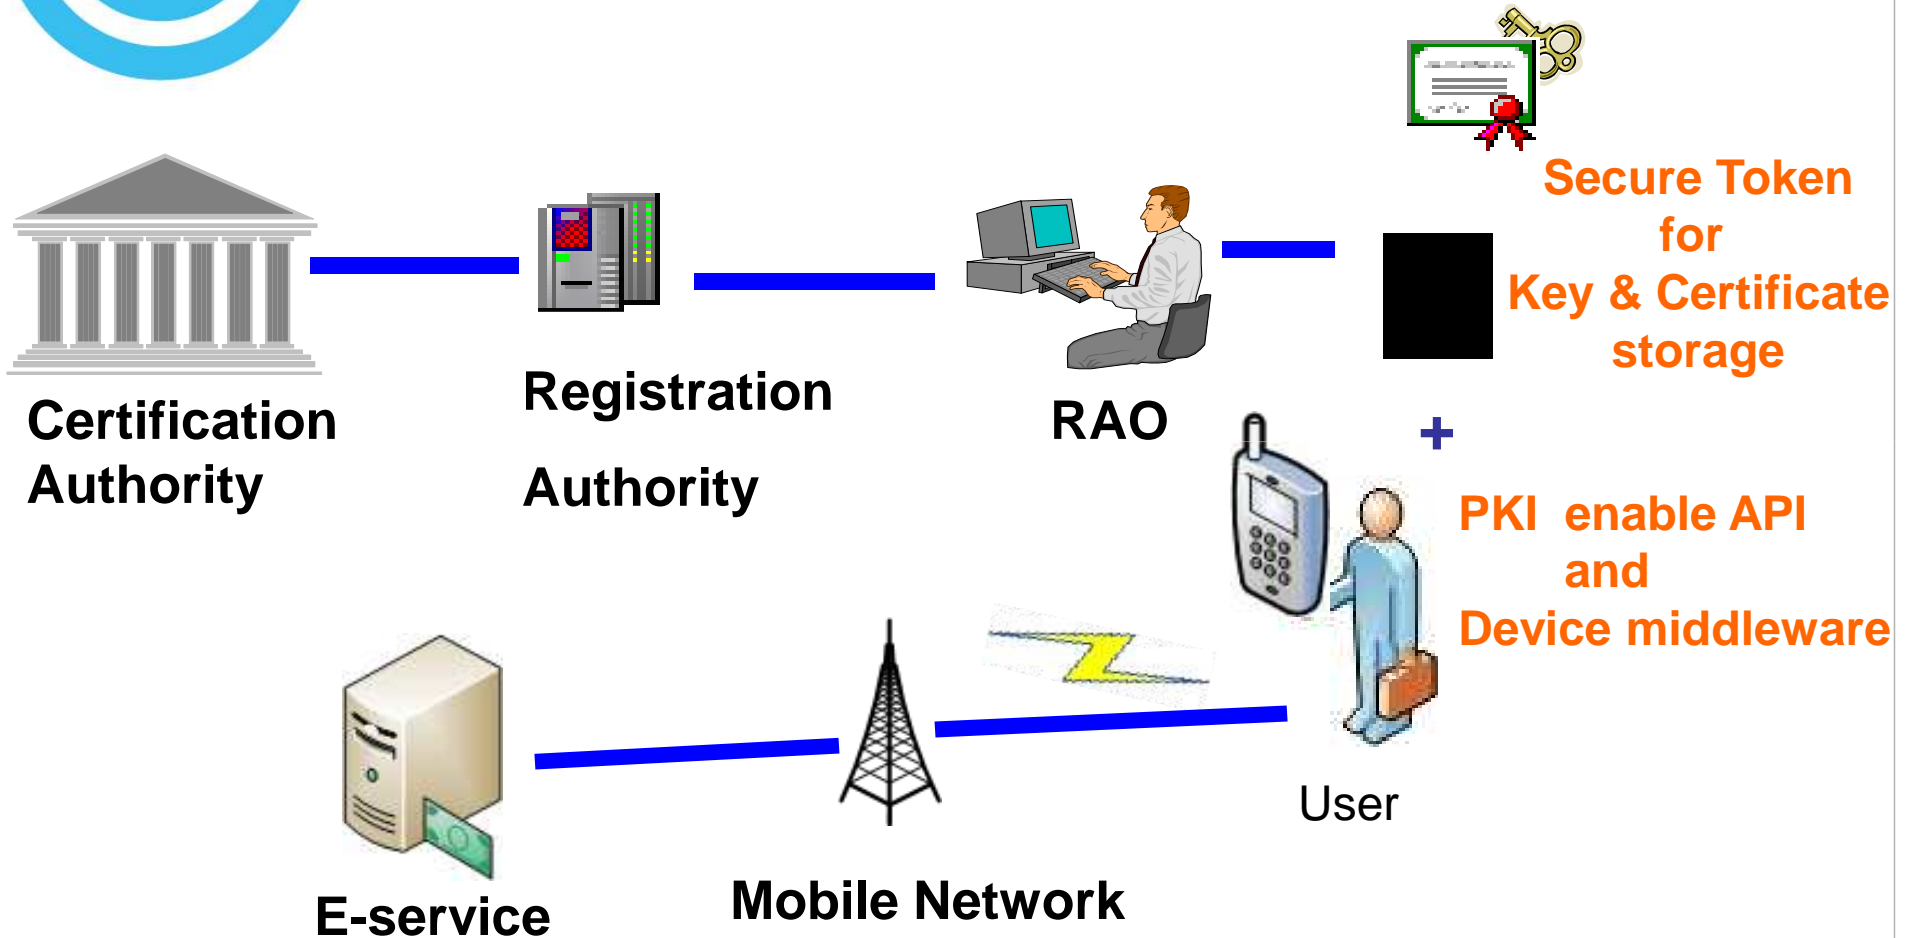 Secure Token
for
Key & Certificate
storage
Certification
Authority
Registration
Authority
RAO
+
PKI  enable API
and
Device middleware
User
Mobile Network
E-service